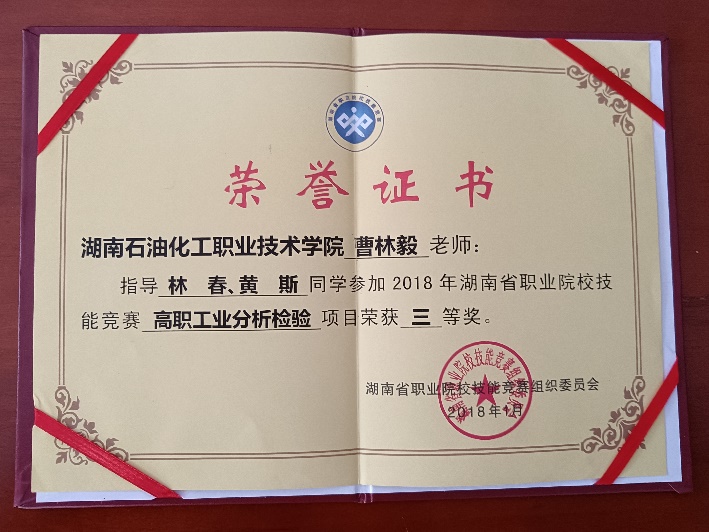 荣誉证书
湖南石油化工职业技术学院 曹林毅 老师：
指导 林 春、黄 斯 同学参加 2018 年湖南省职业院校技
能竞赛 高职工业分析检验 项目荣获 三 等奖。
湖南省职业院校技能竞赛组织委员会
2018年1月